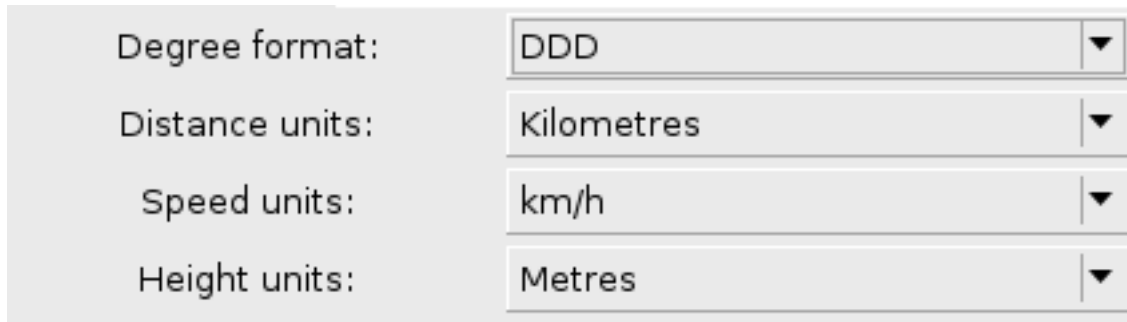 Degree format: DDD
Distance units: Kilometres
Speed units: km/h
Height units: Metres